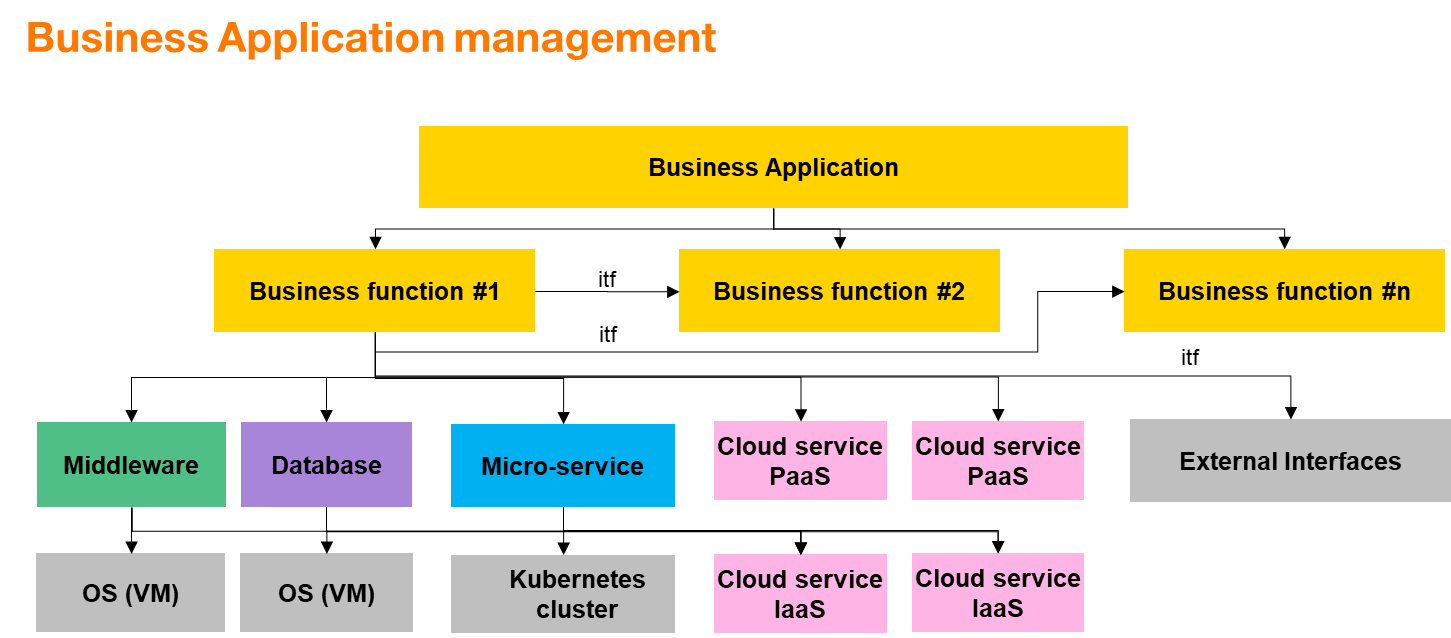 Business Application management
Business Application
Business function #1
itf
Business function #2
Business function #n
itf
itf
Middleware
Database
Micro-service
Cloud service
PaaS
Cloud service
PaaS
External Interfaces
OS (VM)
OS (VM)
Kubernetes
cluster
Cloud service
IaaS
Cloud service
IaaS